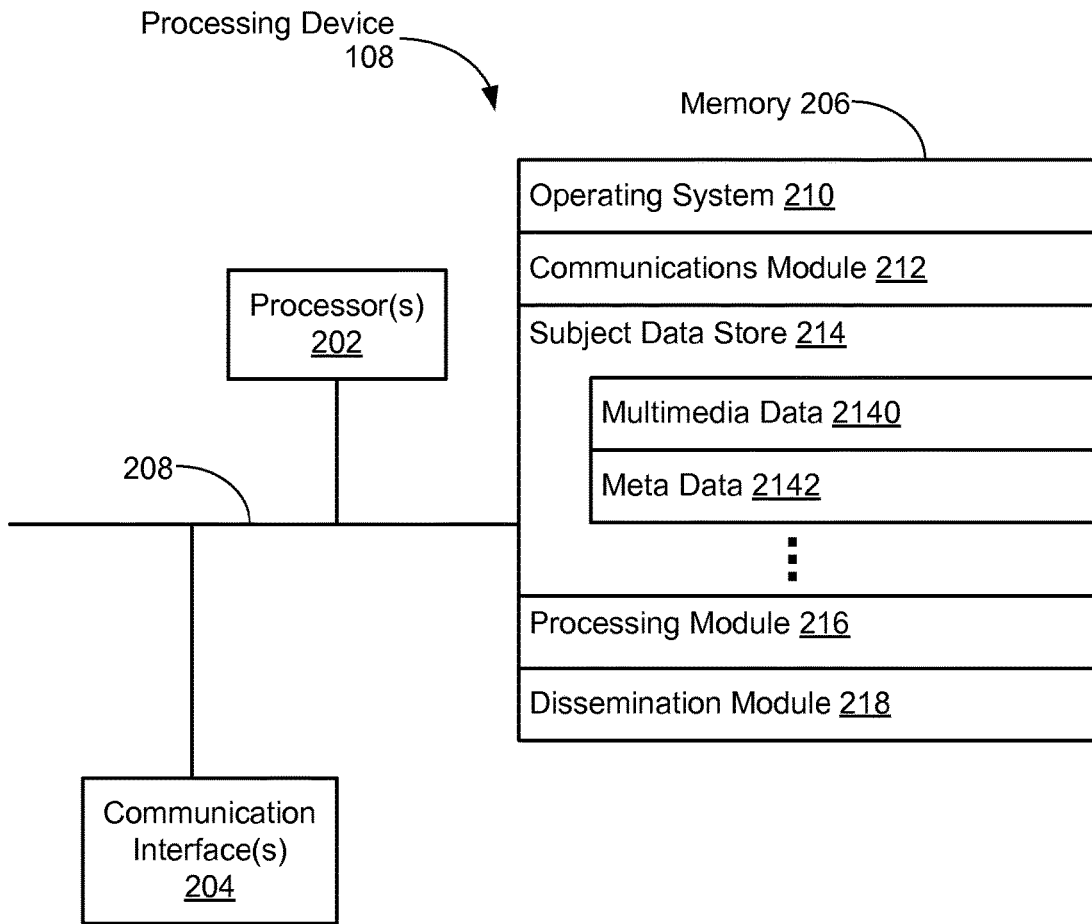 Processing Device
108
Memory 206
Operating System 210
Communications Module 212
Processor(s)
202
Subject Data Store 214
Multimedia Data 2140
Meta Data 2142
208
Processing Module 216
Dissemination Module 218
Communication
Interface(s)
204